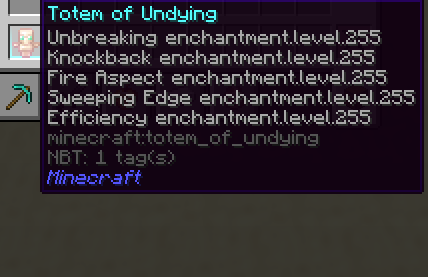 Totem of Undying
Unbreaking enchantment.level.255
Knockback enchantment.level.255
Fire Aspect enchantment.level.255
Sweeping Edge enchantment.level.255
Efficiency enchantment.level.255
minecraft:totem_of_undying
NBT: 1 tag(s)
Minecraft